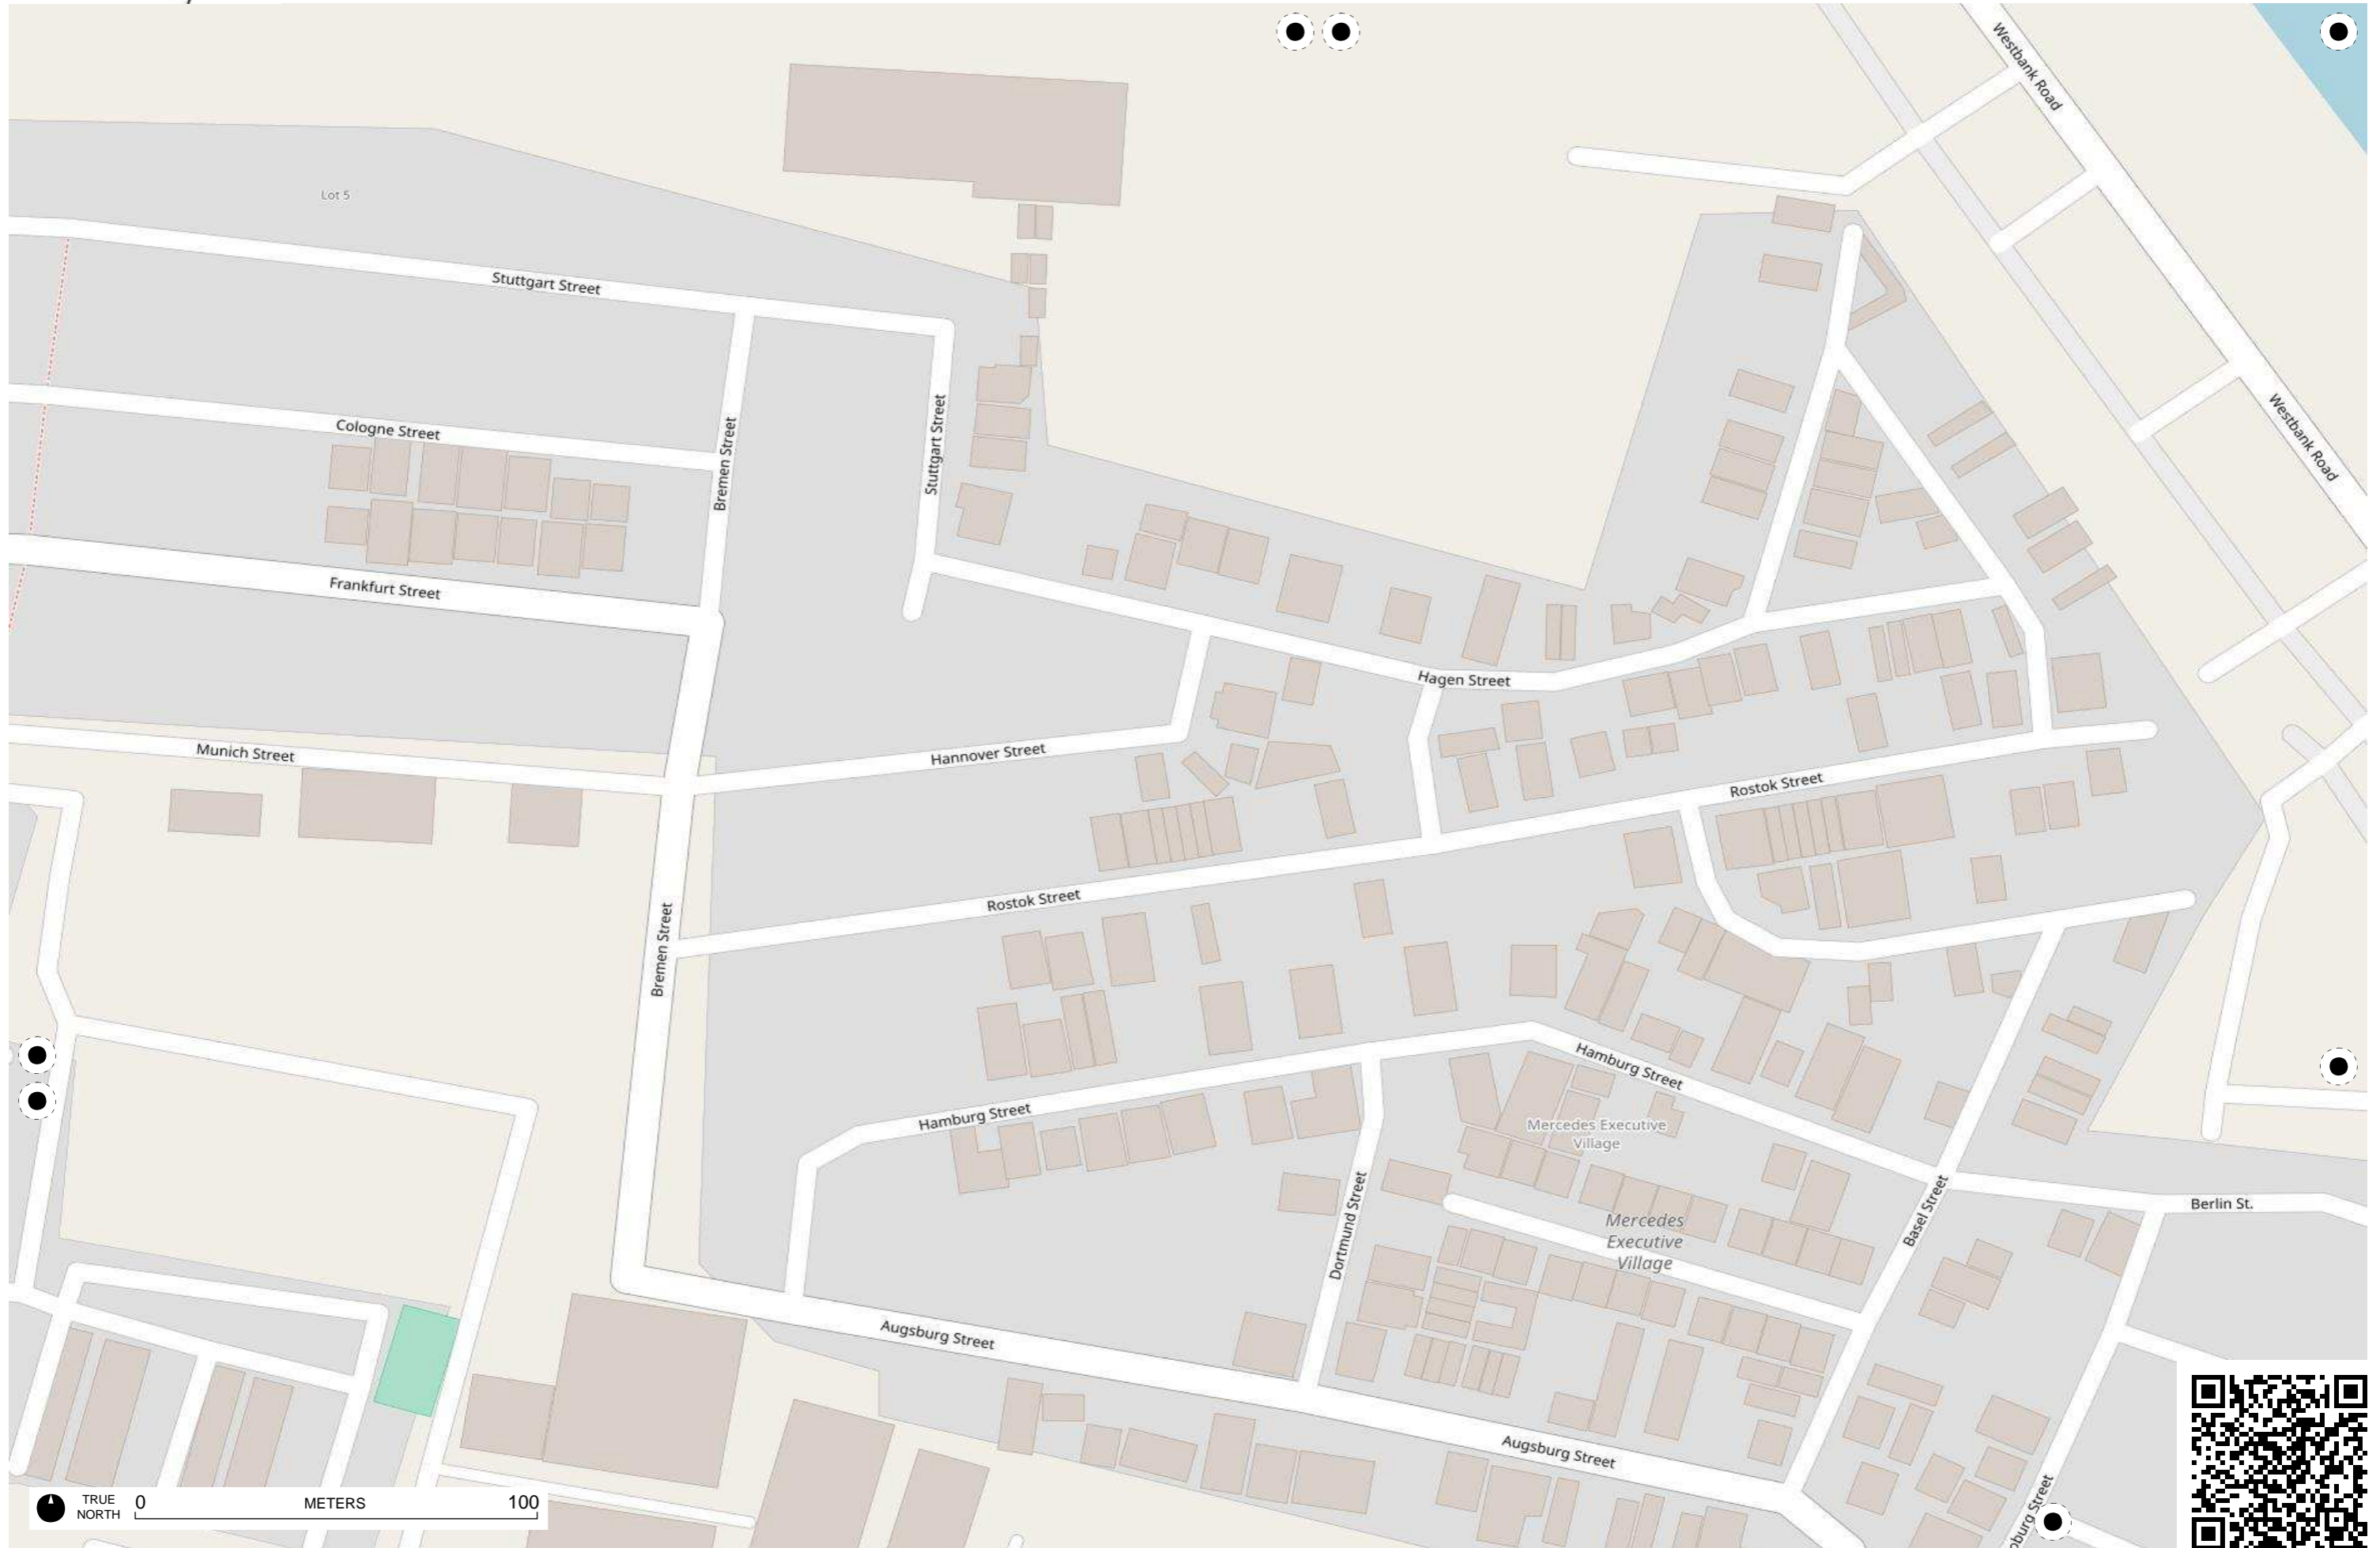 Westbank Road
Lot 5
Stuttgart Street
Westbank Road
Cologne Street
Bremen Street
Stuttgart Street
Frankfurt Street
Hagen Street
Munich Street
Hannover Street
Rostok Street
Rostok Street
Bremen Street
Hamburg Street
Hamburg Street
Mercedes Executive
Village
Dortmund Street
Basel Street
Berlin St.
Mercedes
Executive
Village
Augsburg Street
Augsburg Street
burg Street
TRUE
NORTH
0
METERS
100